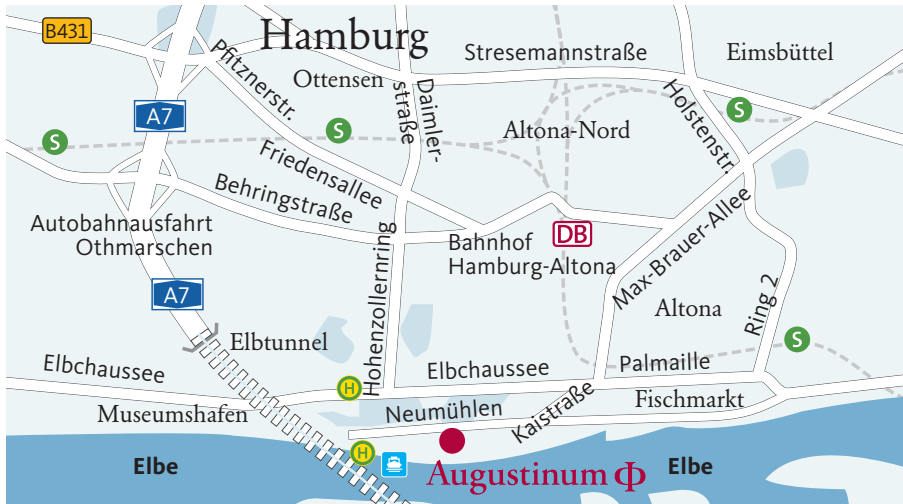 B431
Hamburg
Stresemannstraße
Eimsbüttel
Pfitznerstr.
Ottensen
Daimler-
straße
Holstenstr.
A7
S
S
S
Altona-Nord
Friedensallee
Behringstraße
Autobahnausfahrt
Othmarschen
Bahnhof
Hamburg-Altona
DB
Max-Brauer-Allee
A7
Hohenzollernring
Altona
Ring 2
Elbtunnel
S
Elbchaussee
Elbchaussee
Palmaille
H
Museumshafen
Neumühlen
Kaistraße
Fischmarkt
H
Elbe
Augustinum
Elbe